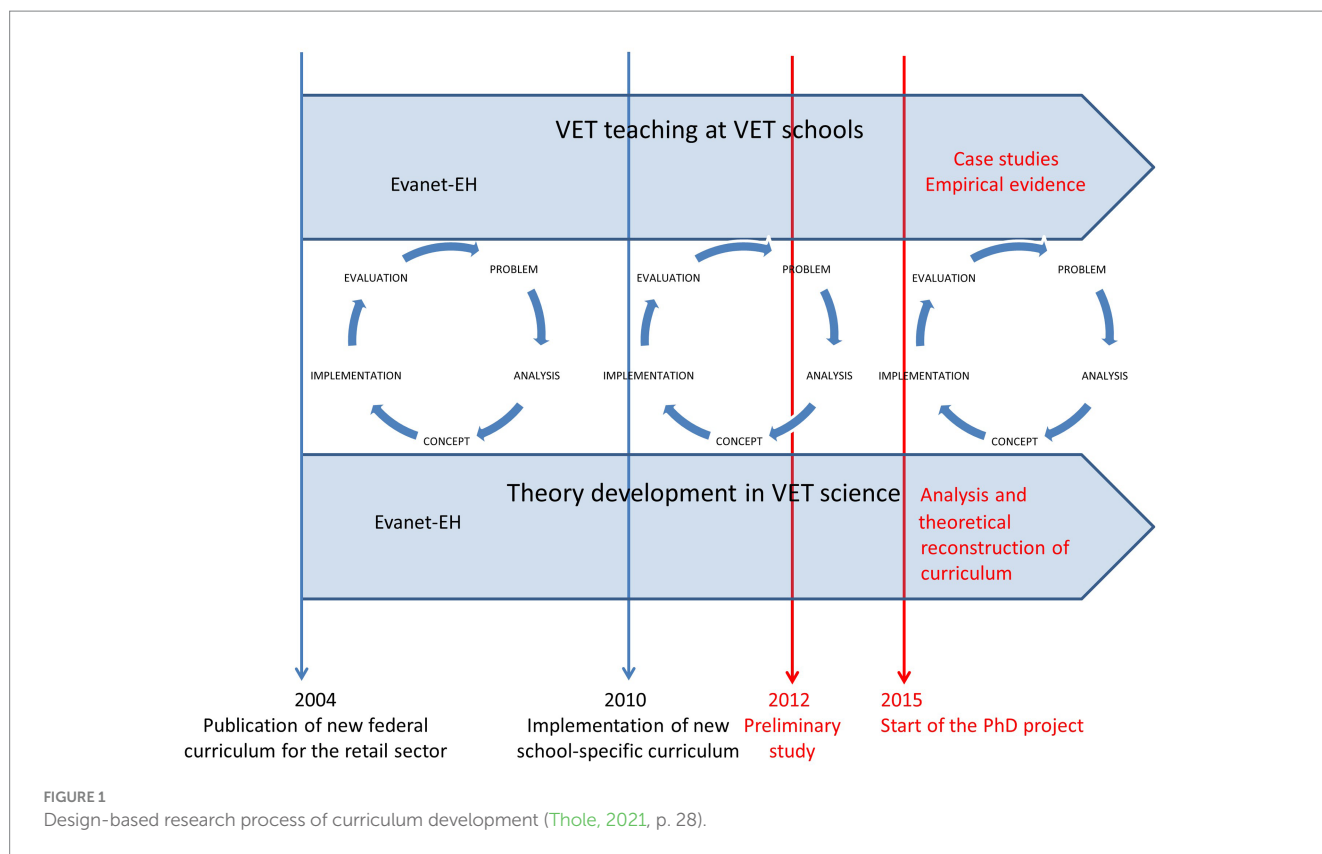 VET teaching at VET schools
Evanet-EH
Case studies
Empirical evidence
EVALUATION
PROBLEM
IMPLEMENTATION
ANALYSIS
CONCEPT
EVALUATION
PROBLEM
IMPLEMENTATION
ANALYSIS
CONCEPT
EVALUATION
PROBLEM
IMPLEMENTATION
ANALYSIS
CONCEPT
Theory development in VET science
Evanet-EH
Analysis and
theoretical
reconstruction of
curriculum
2004
Publication of new federal
curriculum for the retail sector
2010
Implementation of new
school-specific curriculum
2012
Preliminary
study
2015
Start of the PhD project
FIGURE 1
Design-based research process of curriculum development (Thole, 2021, p. 28).